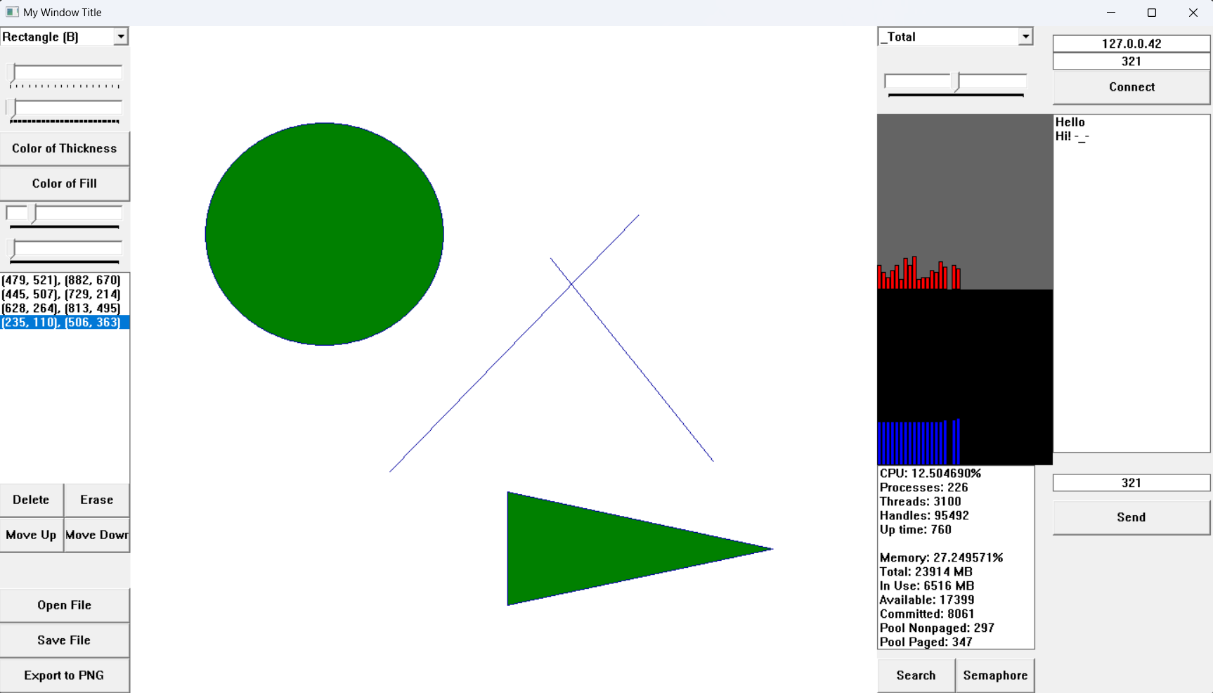 My Window Title
Rectangle (B)
Color of Thickness
Color of Fill
(479, 521), (882, 670)
(445, 507), (729, 214)
(628, 264), (813, 495)
(235, 110), (506, 363)
Delete
Erase
Move Up
Move Down
Open File
Save File
Export to PNG
_Total
CPU: 12.504690%
Processes: 226
Threads: 3100
Handles: 95492
Up time: 760
Memory: 27.249571%
Total: 23914 MB
In Use: 6516 MB
Available: 17399
Committed: 8061
Pool Nonpaged: 297
Pool Paged: 347
Search
Semaphore
127.0.0.42
321
Connect
Hello
Hi! -_-
321
Send